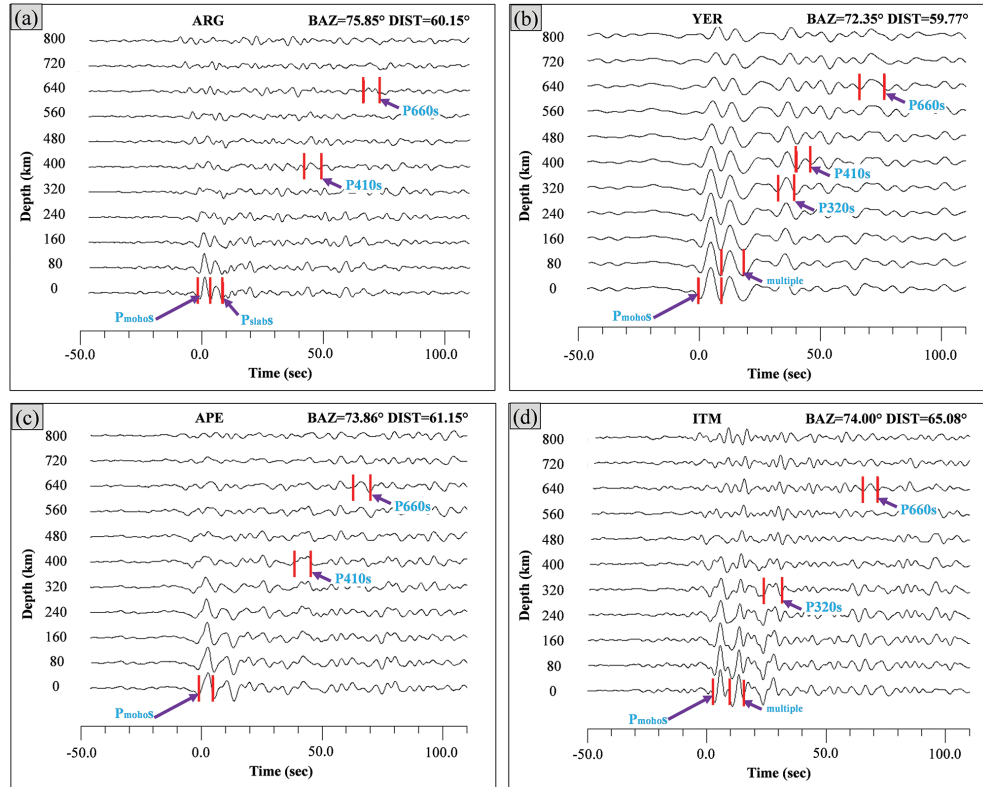 (a) ARG BAZ=75.85° DIST=60.15°
800
720
640
P660s
560
480
400
P410s
320
240
160
80
0
Pmohos Pslabs
Depth (km)
-50.0 0.0 50.0 100.0
Time (sec)
(b) YER BAZ=72.35° DIST=59.77°
800
720
640
P660s
560
480
400
P410s
320
P320s
240
160
80
multiple
0
Pmohos
Depth (km)
-50.0 0.0 50.0 100.0
Time (sec)
(c) APE BAZ=73.86° DIST=61.15°
800
720
640
P660s
560
480
400
P410s
320
240
160
80
0
Pmohos
Depth (km)
-50.0 0.0 50.0 100.0
Time (sec)
(d) ITM BAZ=74.00° DIST=65.08°
800
720
640
P660s
560
480
400
320
P320s
240
160
80
0
Pmohos multiple
Depth (km)
-50.0 0.0 50.0 100.0
Time (sec)